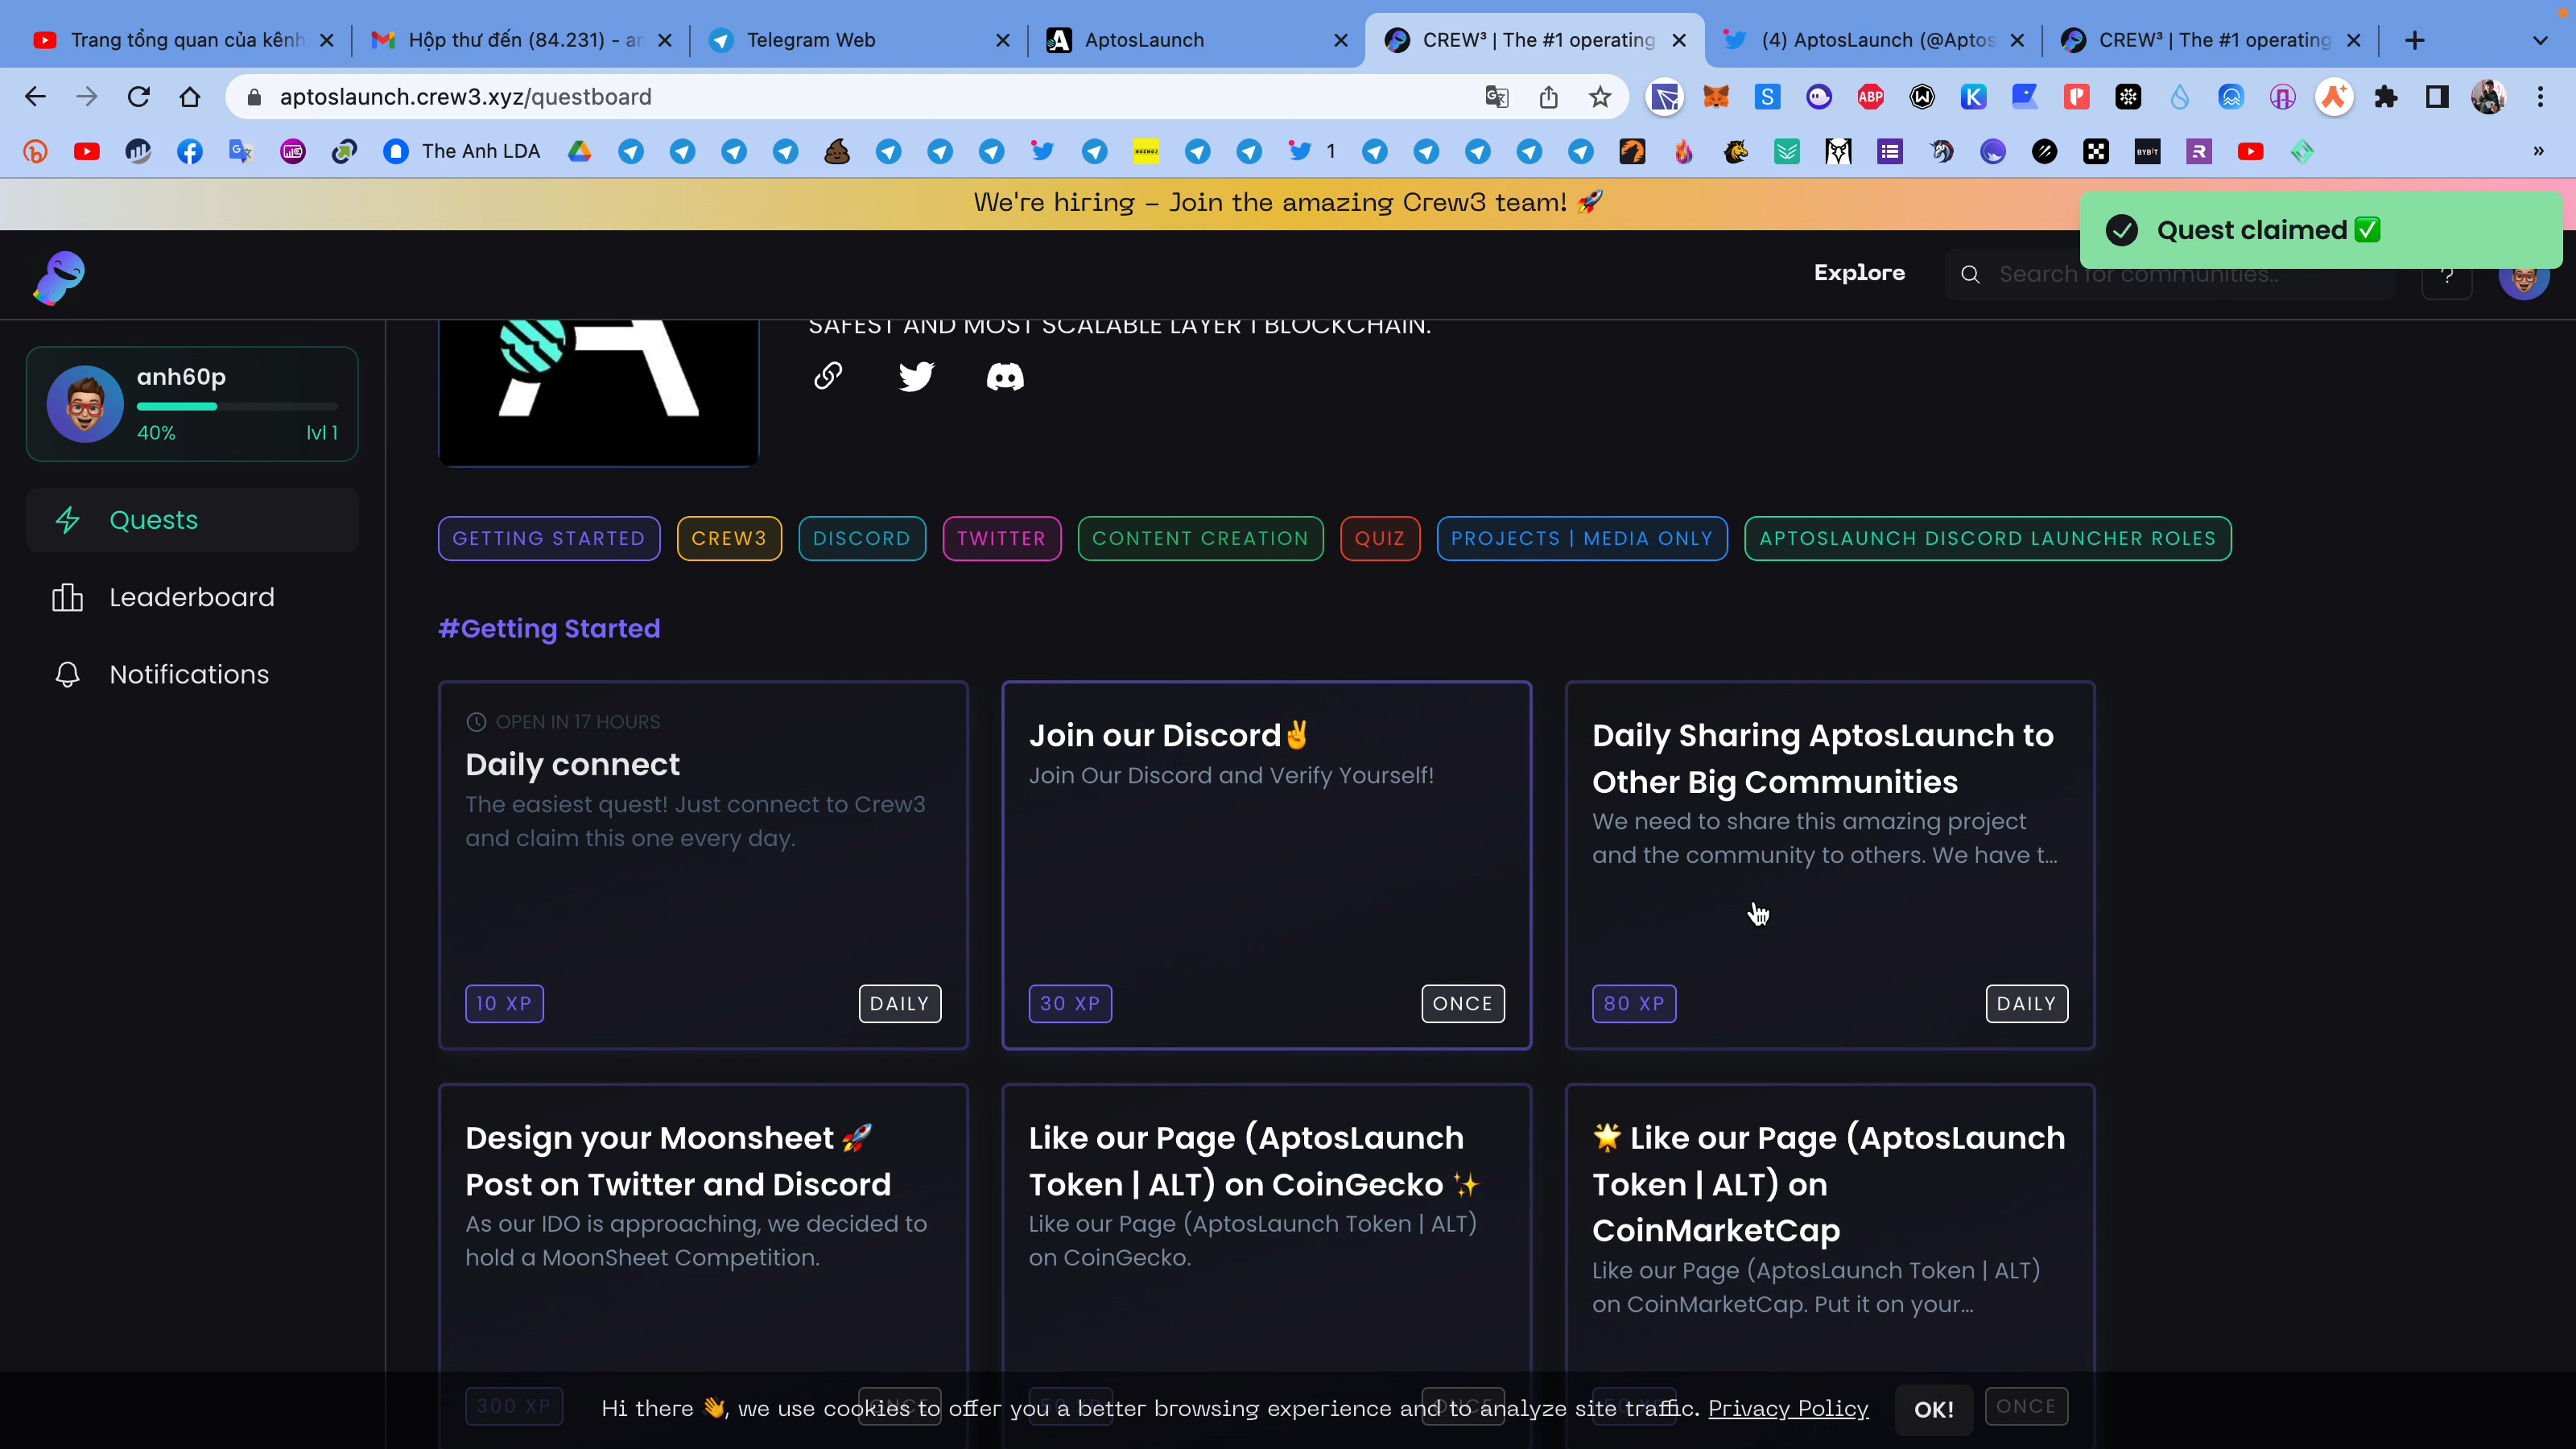 Trang tổng quan của kênh
Hộp thư đến (84.231) - an
Telegram Web
AptosLaunch
CREW³ | The #1 operating
(4) AptosLaunch (@Aptos
CREW³ | The #1 operating
aptoslaunch.crew3.xyz/questboard
The Anh LDA
1
We're hiring – Join the amazing Crew3 team! 🚀
Quest claimed ✅
Explore
Search for communities..
?
anh60p
40%
lvl 1
Quests
Leaderboard
Notifications
SAFEST AND MOST SCALABLE LAYER 1 BLOCKCHAIN.
GETTING STARTED
CREW3
DISCORD
TWITTER
CONTENT CREATION
QUIZ
PROJECTS | MEDIA ONLY
APTOSLAUNCH DISCORD LAUNCHER ROLES
#Getting Started
OPEN IN 17 HOURS
Daily connect
The easiest quest! Just connect to Crew3
and claim this one every day.
10 XP
DAILY
Join our Discord✌
Join Our Discord and Verify Yourself!
30 XP
ONCE
Daily Sharing AptosLaunch to
Other Big Communities
We need to share this amazing project
and the community to others. We have t...
80 XP
DAILY
Design your Moonsheet 🚀
Post on Twitter and Discord
As our IDO is approaching, we decided to
hold a MoonSheet Competition.
300 XP
ONCE
Like our Page (AptosLaunch
Token | ALT) on CoinGecko ✨
Like our Page (AptosLaunch Token | ALT)
on CoinGecko.
ONCE
🌟 Like our Page (AptosLaunch
Token | ALT) on
CoinMarketCap
Like our Page (AptosLaunch Token | ALT)
on CoinMarketCap. Put it on your...
ONCE
Hi there 👋, we use cookies to offer you a better browsing experience and to analyze site traffic. Privacy Policy
OK!